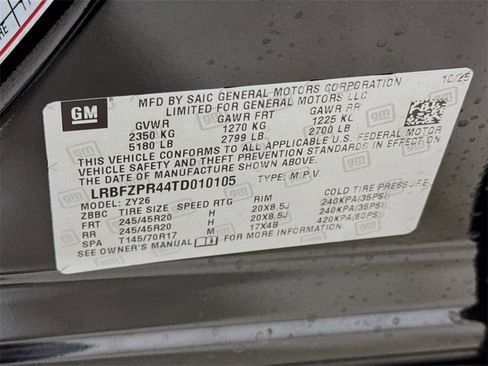 MFD BY SAIC GENERAL MOTORS CORPORATION 10/25
LIMITED FOR GENERAL MOTORS LLC
GM
GVWR GAWR FRT GAWR RR
2350 KG 1270 KG 1225 KG
5180 LB 2799 LB 2700 LB
THIS VEHICLE CONFORMS TO ALL APPLICABLE U.S. FEDERAL MOTOR
VEHICLE SAFETY AND THEFT PREVENTION STANDARDS IN EFFECT ON
THE DATE OF MANUFACTURE SHOWN ABOVE.
LRBFZPR44TD010105 TYPE: M.P.V.
MODEL: ZY26
ZBBC TIRE SIZE SPEED RTG RIM COLD TIRE PRESSURE
FRT 245/45R20 H 20X8.5J 240KPA(35PSI)
RR 245/45R20 H 20X8.5J 240KPA(35PSI)
SPA T145/70R17 M 17X4B 420KPA(60PSI)
SEE OWNER'S MANUAL FOR MORE INFORMATION.